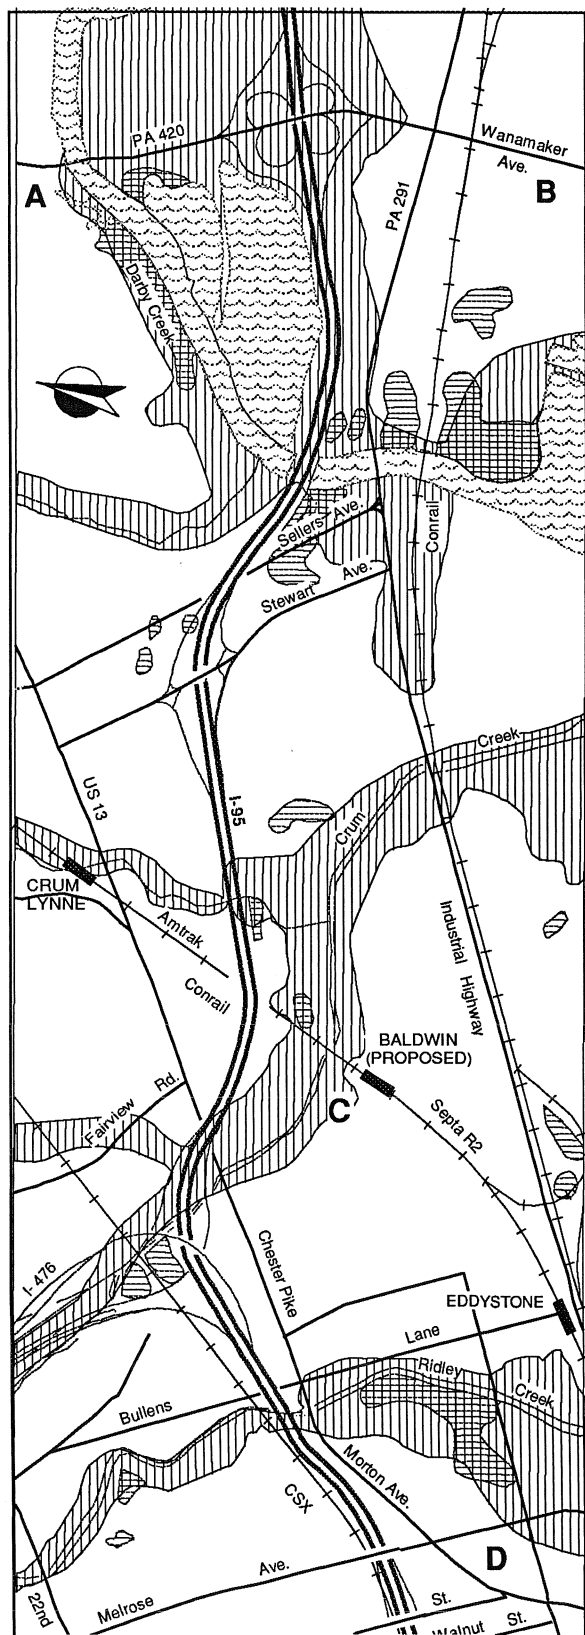 PA 420
Wanamaker
Ave.
A
B
PA 291
Darby Creek
Conrail
Sellers Ave.
Stewart Ave.
Creek
US 13
I-95
Crum
CRUM
LYNNE
Amtrak
Conrail
Industrial Highway
BALDWIN
(PROPOSED)
Fairview Rd.
C
Septa R2
I-476
Chester Pike
EDDYSTONE
Lane
Ridley
Creek
Bullens
Morton Ave.
CSX
D
Ave.
Melrose
22nd
St.
Walnut St.